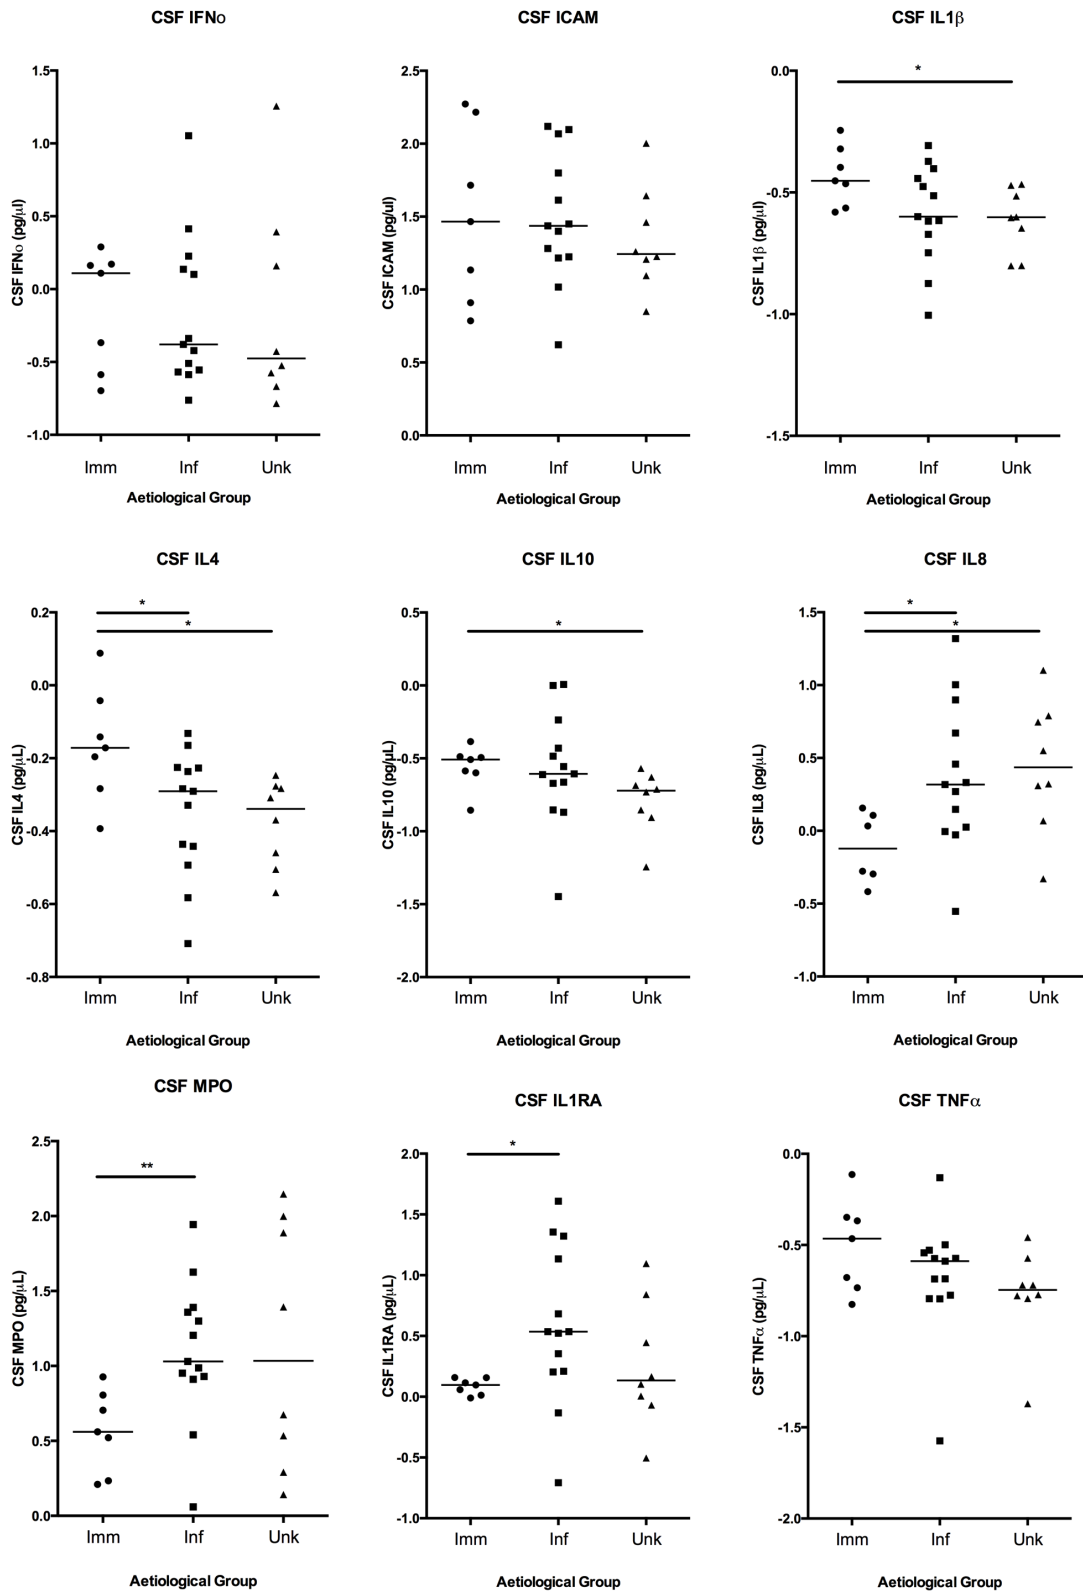 CSF IFNo
CSF IFNo (pg/µl)
1.5
1.0
0.5
0.0
-0.5
-1.0
Imm Inf Unk
Aetiological Group
CSF ICAM
CSF ICAM (pg/ul)
2.5
2.0
1.5
1.0
0.5
0.0
Imm Inf Unk
Aetiological Group
CSF IL1β
CSF IL1β (pg/µl)
*
0.0
-0.5
-1.0
-1.5
Imm Inf Unk
Aetiological Group
CSF IL4
CSF IL4 (pg/µL)
*
*
0.2
0.0
-0.2
-0.4
-0.6
-0.8
Imm Inf Unk
Aetiological Group
CSF IL10
CSF IL10 (pg/µL)
*
0.5
0.0
-0.5
-1.0
-1.5
-2.0
Imm Inf Unk
Aetiological Group
CSF IL8
CSF IL8 (pg/µL)
*
*
1.5
1.0
0.5
0.0
-0.5
-1.0
Imm Inf Unk
Aetiological Group
CSF MPO
CSF MPO (pg/µL)
**
2.5
2.0
1.5
1.0
0.5
0.0
Imm Inf Unk
Aetiological Group
CSF IL1RA
CSF IL1RA (pg/µL)
*
2.0
1.5
1.0
0.5
0.0
-0.5
-1.0
Imm Inf Unk
Aetiological Group
CSF TNFα
CSF TNFα (pg/µL)
0.0
-0.5
-1.0
-1.5
-2.0
Imm Inf Unk
Aetiological Group